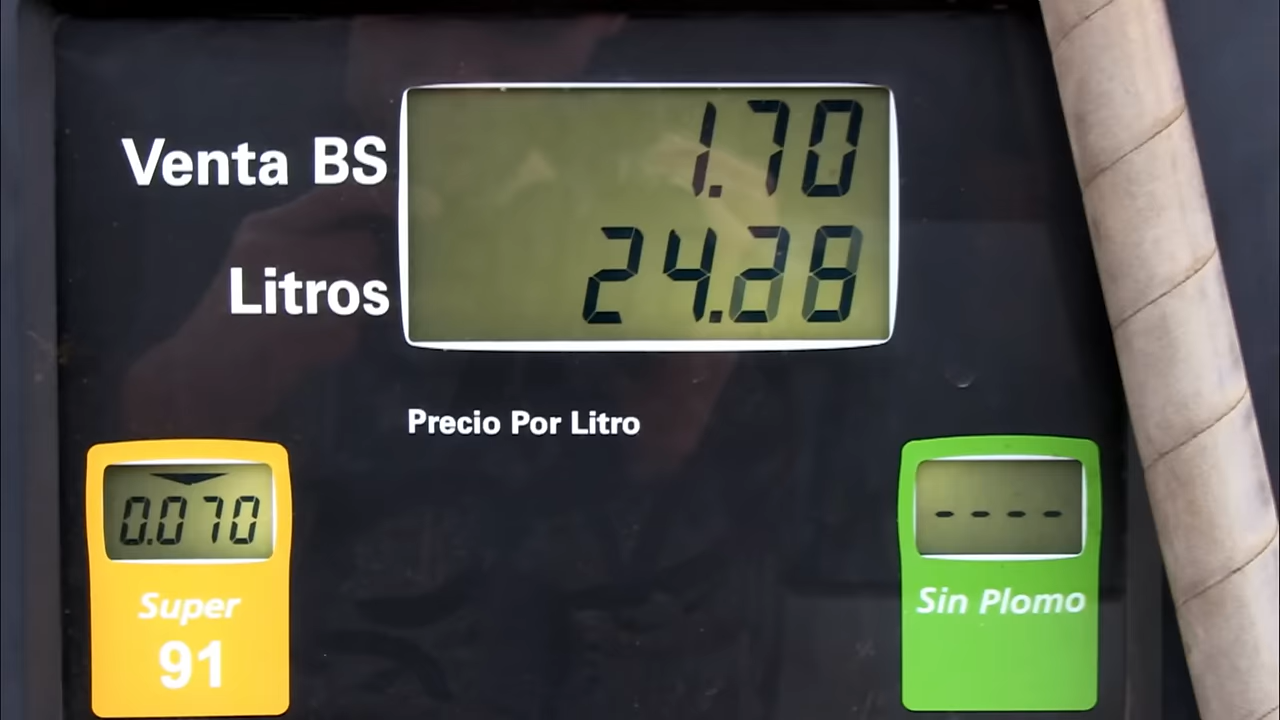 Venta BS 1.70
Litros 24.28
Precio Por Litro
0.070
Super
91
- - - -
Sin Plomo